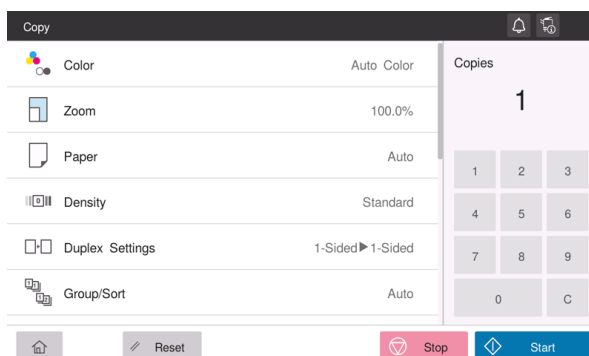 Copy
Color Auto Color
Zoom 100.0%
Paper Auto
0 Density Standard
Duplex Settings 1-Sided▶1-Sided
Group/Sort Auto
Reset
Copies
1
1 2 3
4 5 6
7 8 9
0 C
Stop Start